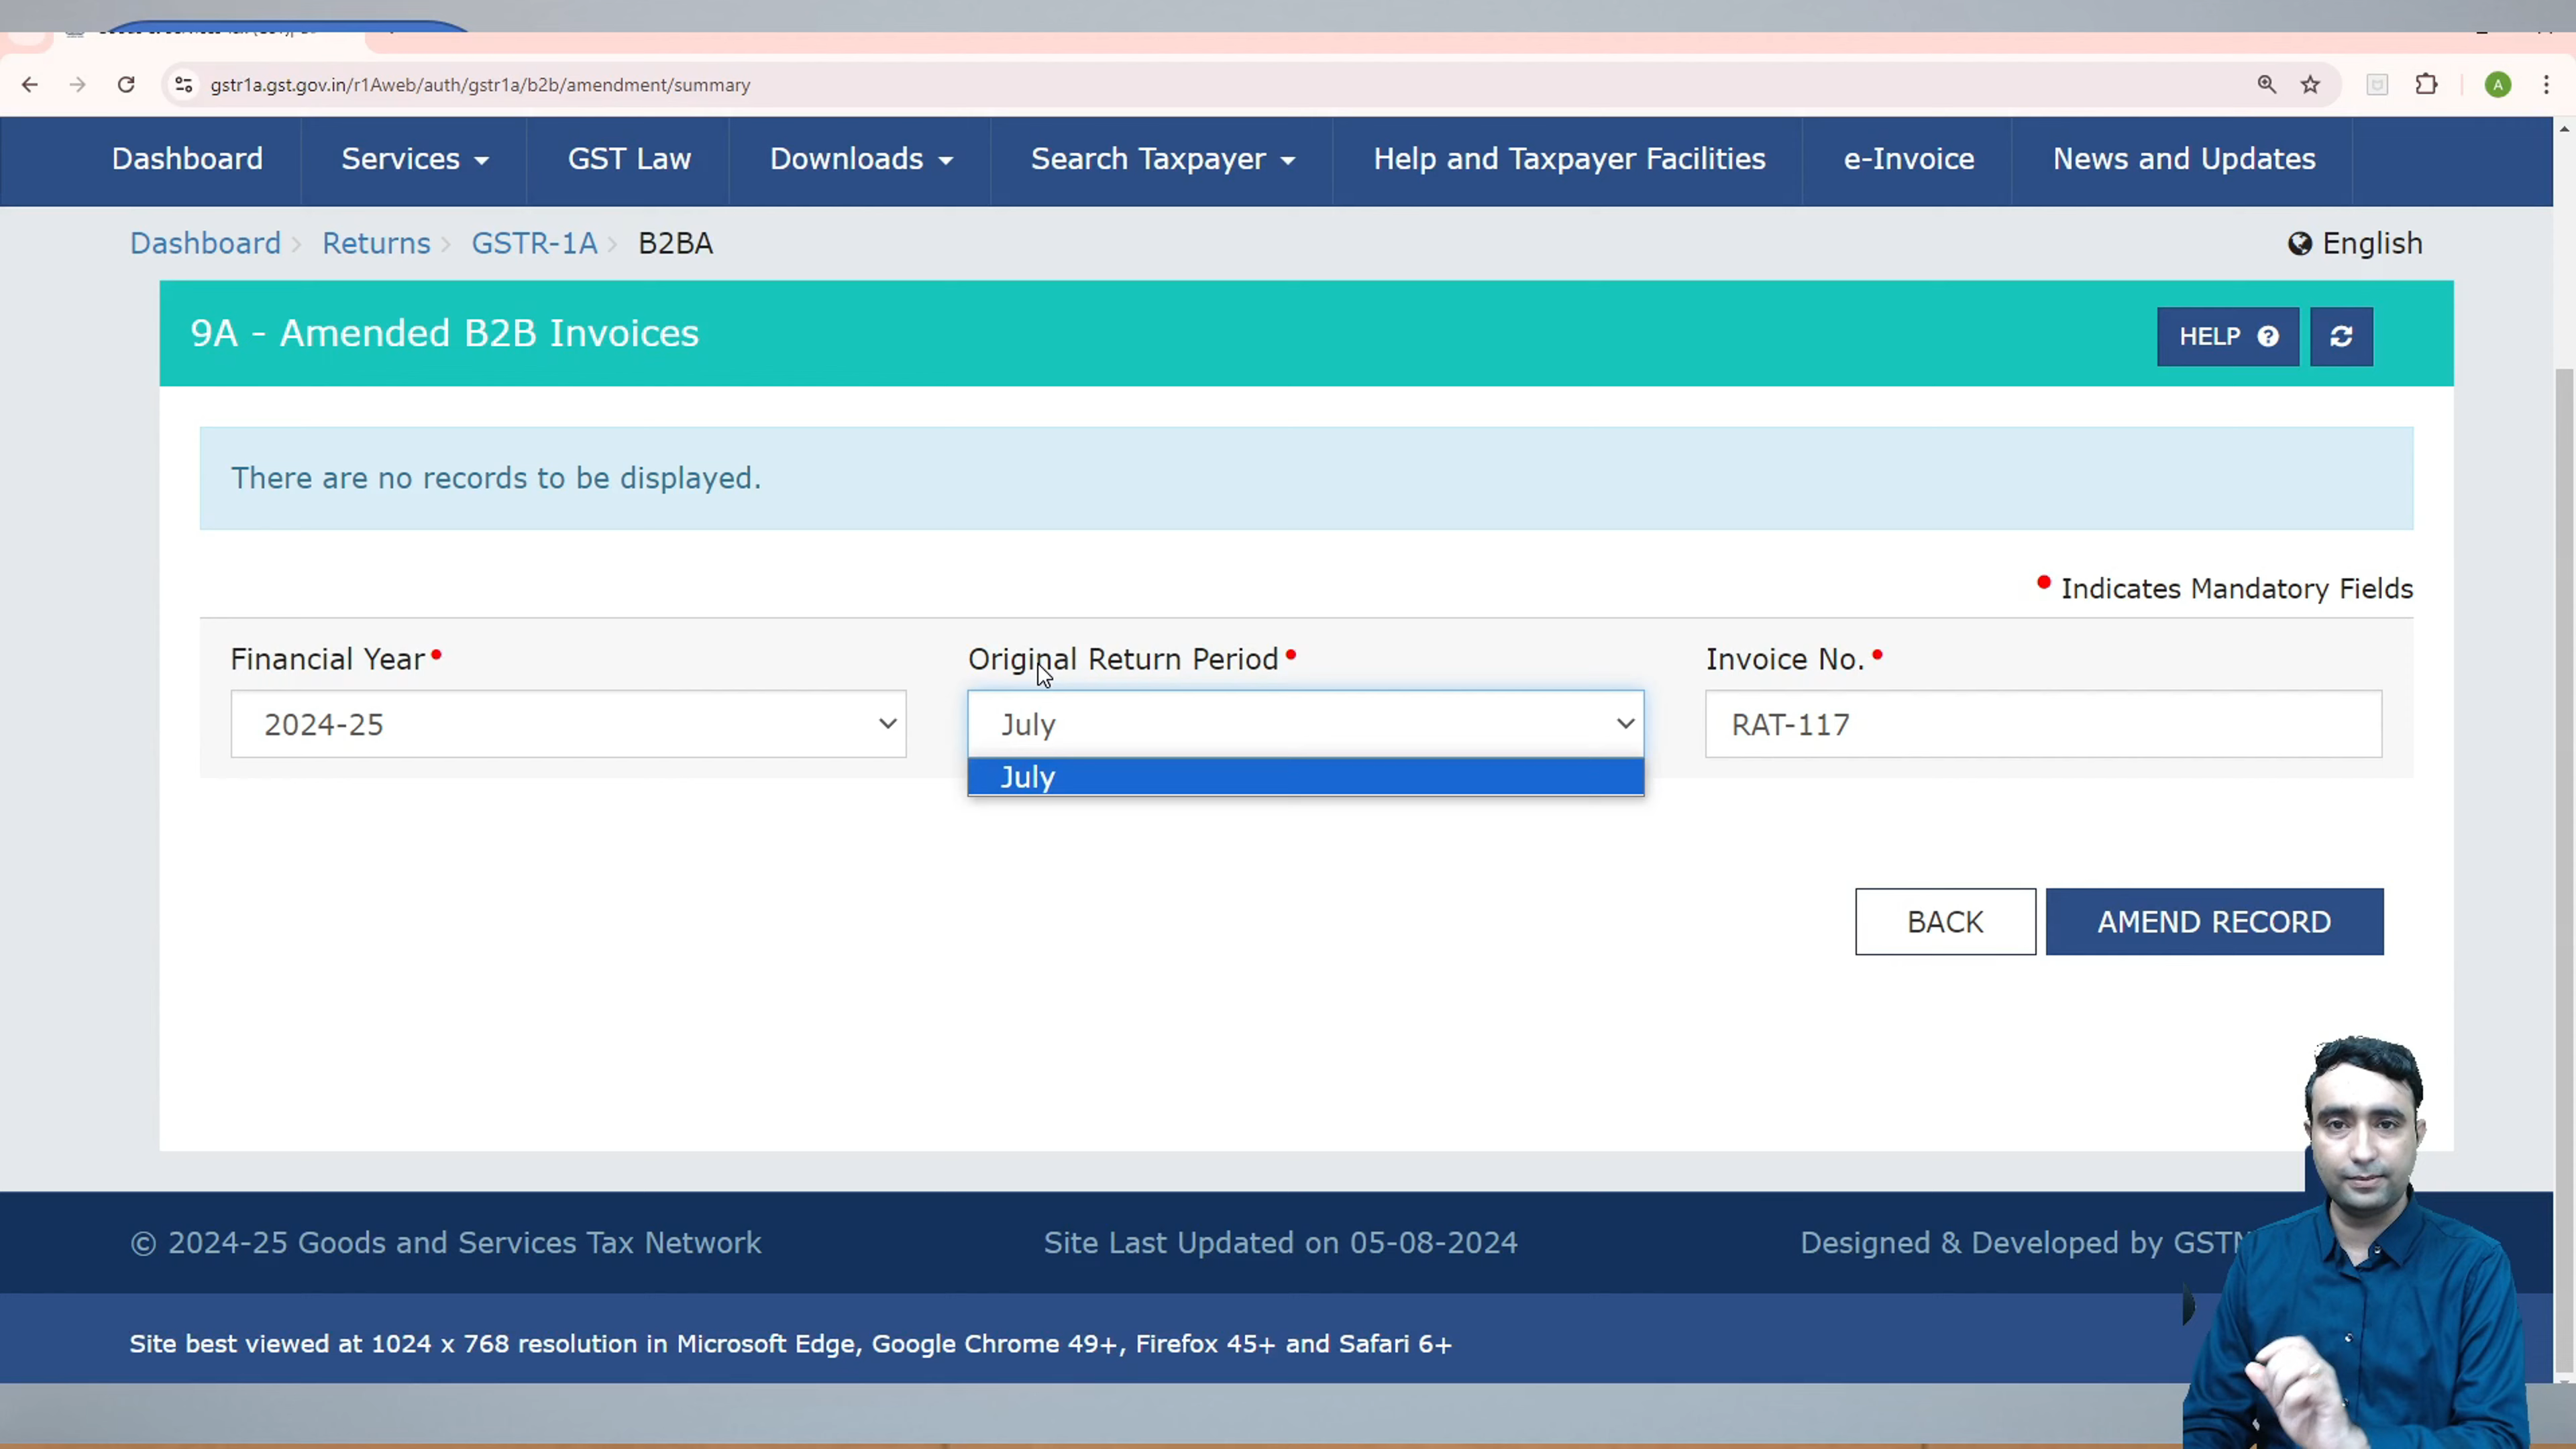 gstr1a.gst.gov.in/r1Aweb/auth/gstr1a/b2b/amendment/summary
A
Dashboard Services GST Law Downloads Search Taxpayer Help and Taxpayer Facilities e-Invoice News and Updates
Dashboard Returns GSTR-1A B2BA English
9A - Amended B2B Invoices HELP
There are no records to be displayed.
Indicates Mandatory Fields
Financial Year Original Return Period Invoice No.
2024-25 July RAT-117
July
BACK AMEND RECORD
© 2024-25 Goods and Services Tax Network Site Last Updated on 05-08-2024 Designed & Developed by
Site best viewed at 1024 x 768 resolution in Microsoft Edge, Google Chrome 49+, Firefox 45+ and Safari 6+